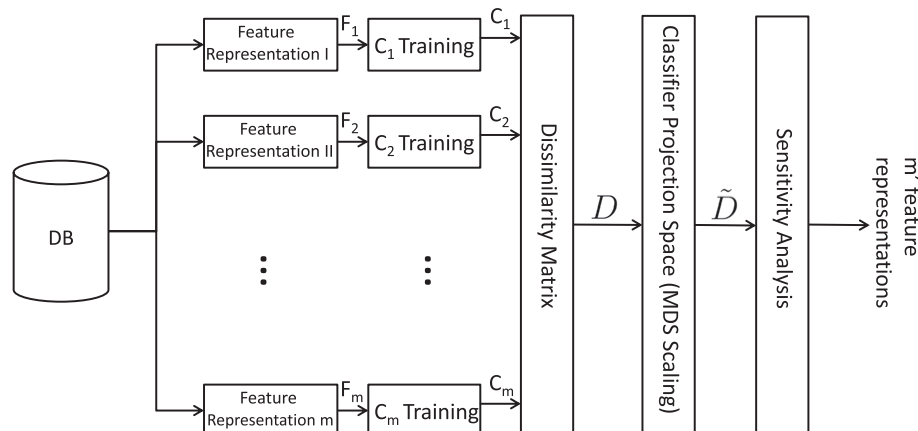 DB
Feature
Representation I
F₁
C₁ Training
C₁
Feature
Representation II
F₂
C₂ Training
C₂
Feature
Representation m
Fₘ
Cₘ Training
Cₘ
Dissimilarity Matrix
D
Classifier Projection
Space (MDS Scaling)
D̃
Sensitivity Analysis
m′ feature
representations